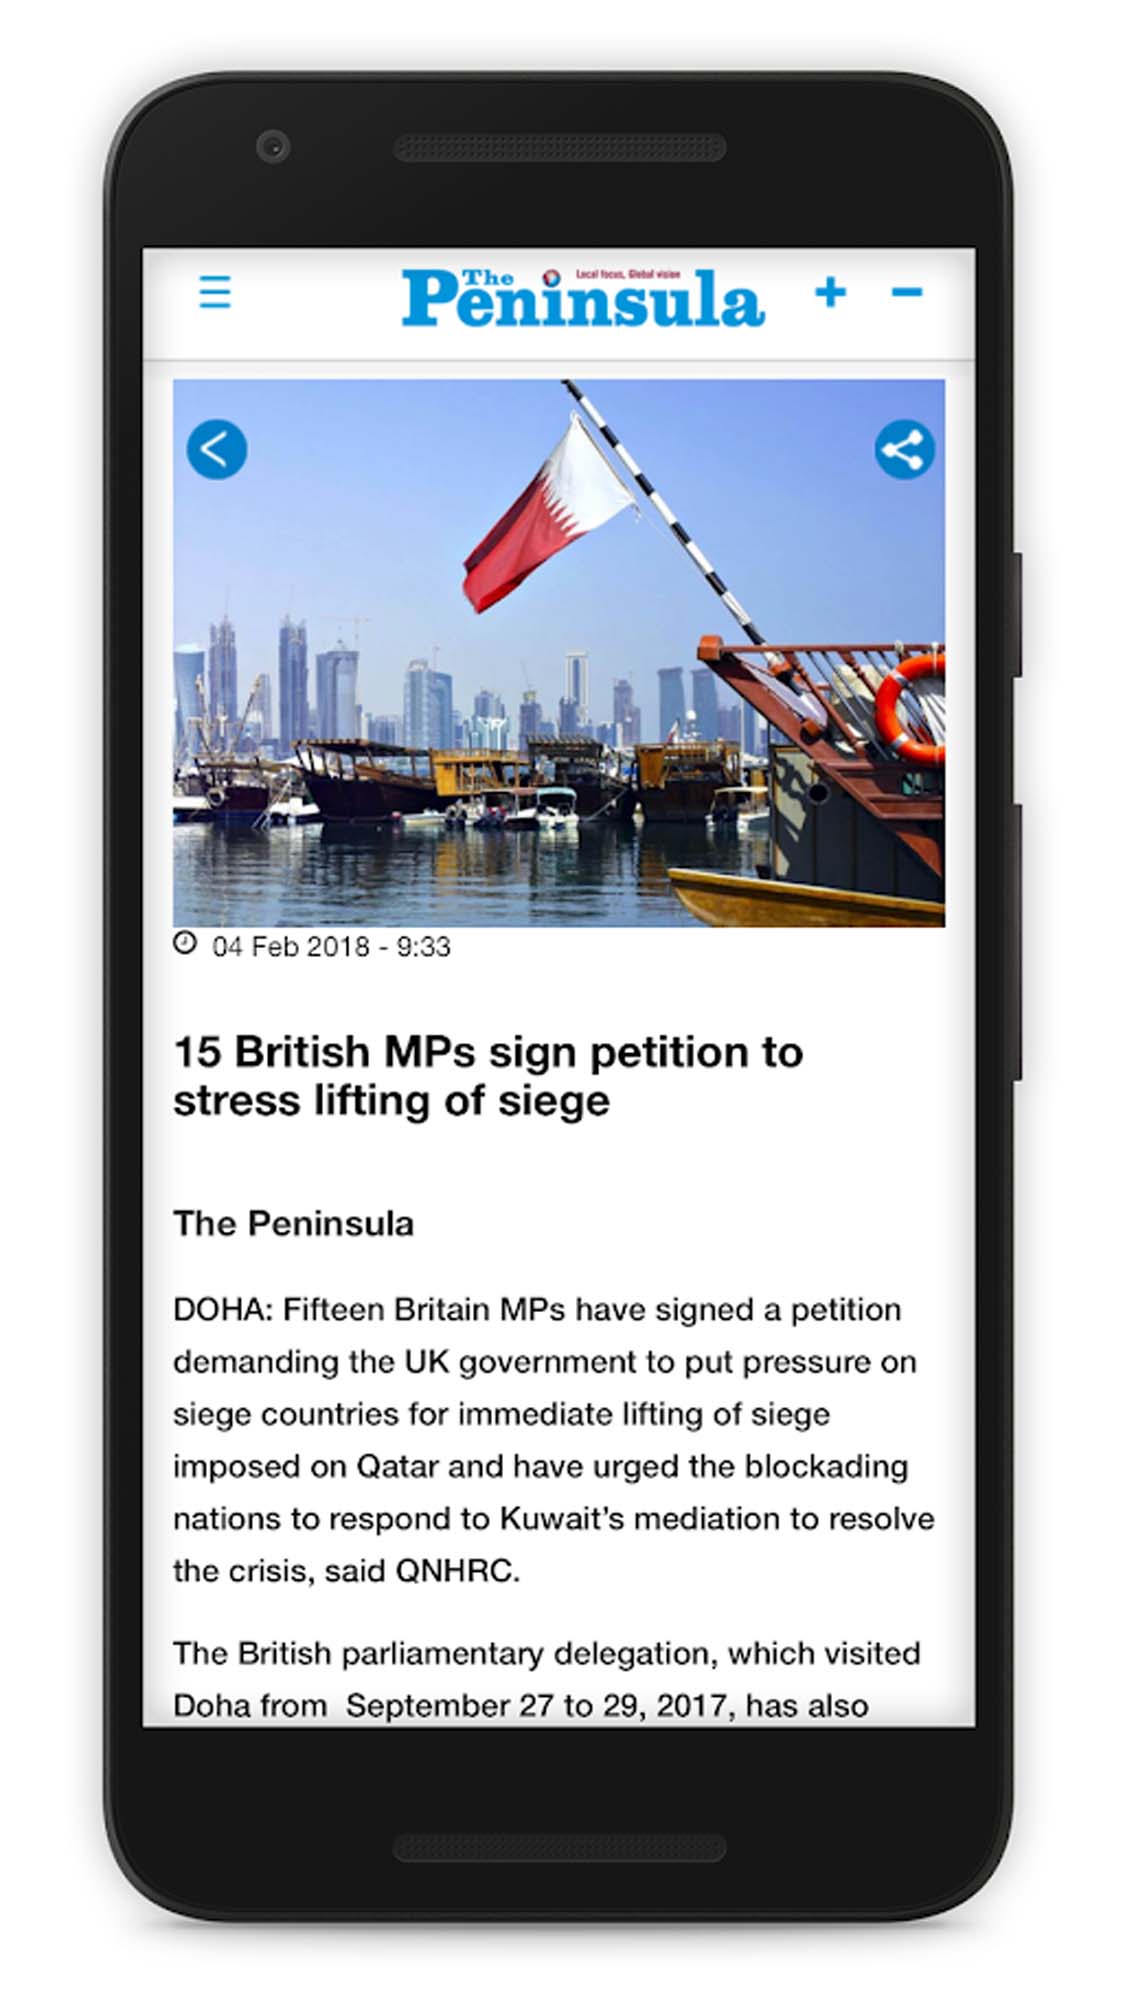 The
Local focus, Global vision
Peninsula
+ −
04 Feb 2018 - 9:33
15 British MPs sign petition to
stress lifting of siege
The Peninsula
DOHA: Fifteen Britain MPs have signed a petition
demanding the UK government to put pressure on
siege countries for immediate lifting of siege
imposed on Qatar and have urged the blockading
nations to respond to Kuwait’s mediation to resolve
the crisis, said QNHRC.
The British parliamentary delegation, which visited
Doha from  September 27 to 29, 2017, has also